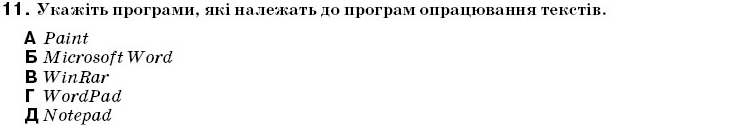 11. Укажіть програми, які належать до програм опрацювання текстів.
А Paint
Б Microsoft Word
В WinRar
Г WordPad
Д Notepad